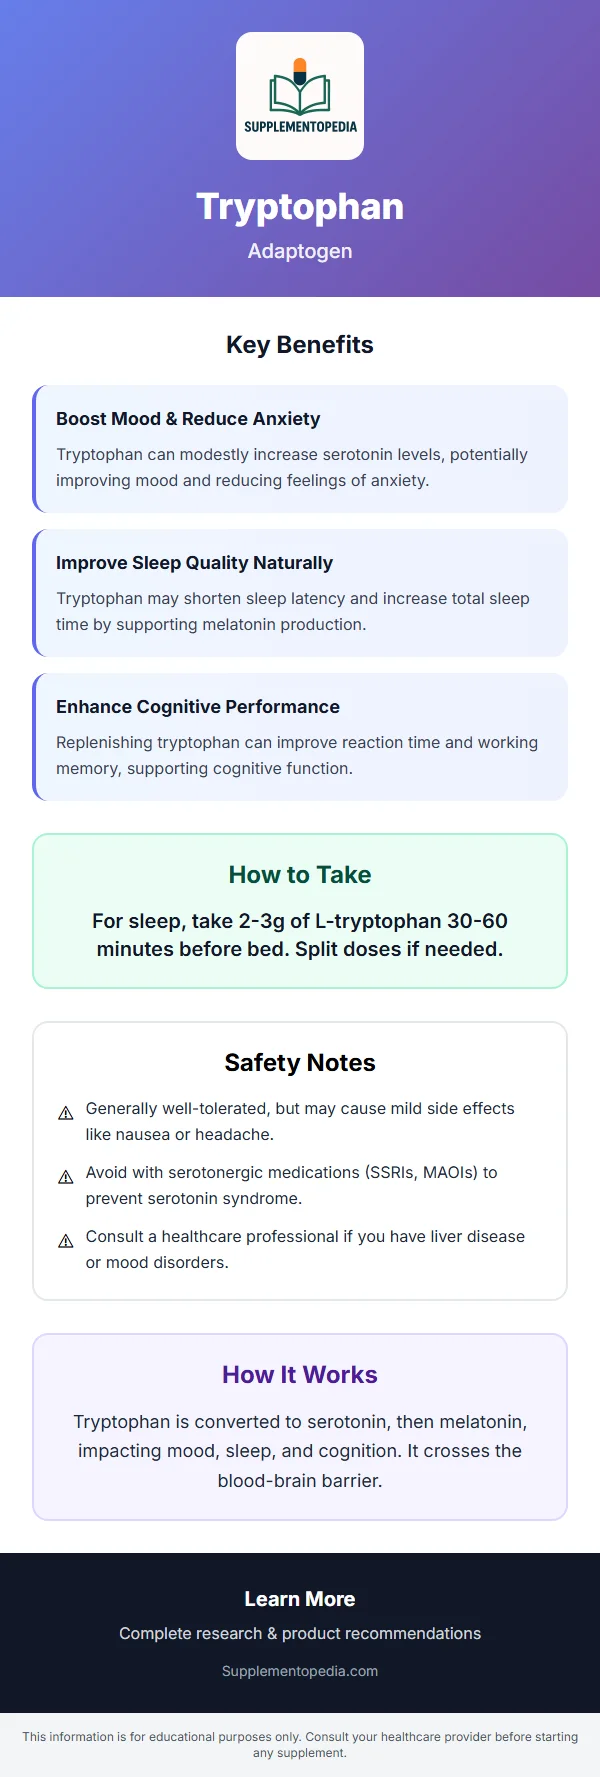 SUPPLEMENTOPEDIA
Tryptophan
Adaptogen
Key Benefits
Boost Mood & Reduce Anxiety
Tryptophan can modestly increase serotonin levels, potentially
improving mood and reducing feelings of anxiety.
Improve Sleep Quality Naturally
Tryptophan may shorten sleep latency and increase total sleep
time by supporting melatonin production.
Enhance Cognitive Performance
Replenishing tryptophan can improve reaction time and working
memory, supporting cognitive function.
How to Take
For sleep, take 2-3g of L-tryptophan 30-60
minutes before bed. Split doses if needed.
Safety Notes
Generally well-tolerated, but may cause mild side effects
like nausea or headache.
Avoid with serotonergic medications (SSRIs, MAOIs) to
prevent serotonin syndrome.
Consult a healthcare professional if you have liver disease
or mood disorders.
How It Works
Tryptophan is converted to serotonin, then melatonin,
impacting mood, sleep, and cognition. It crosses the
blood-brain barrier.
Learn More
Complete research & product recommendations
Supplementopedia.com
This information is for educational purposes only. Consult your healthcare provider before starting
any supplement.